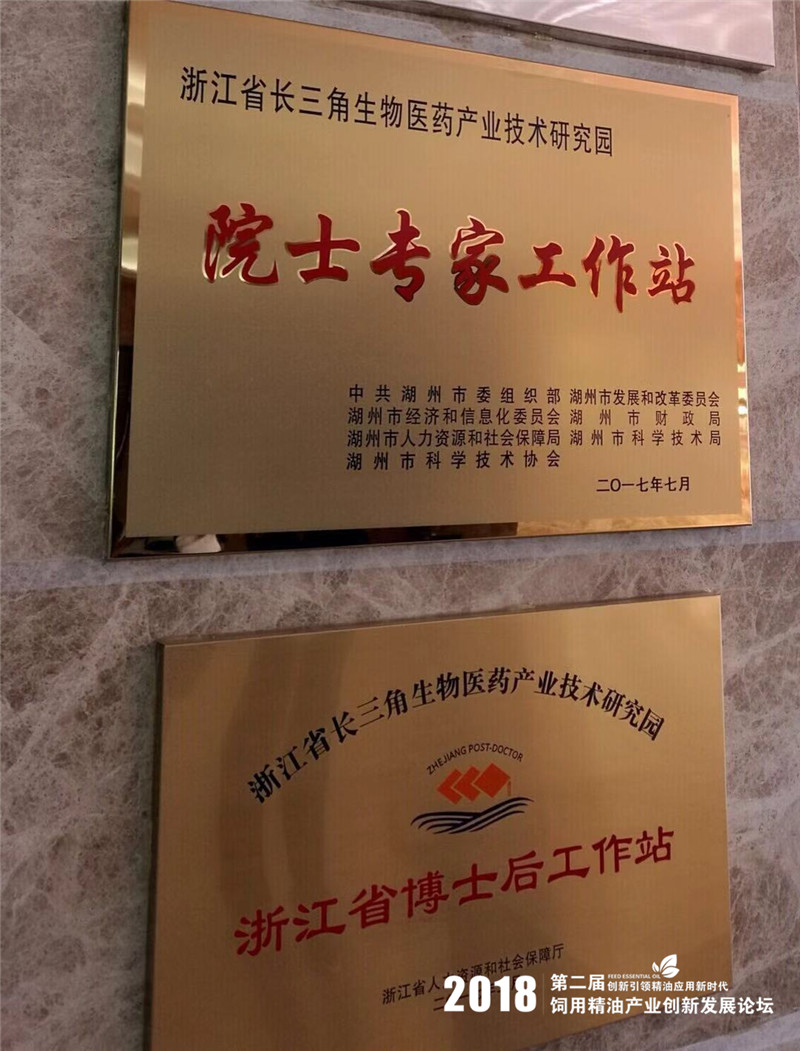 浙江省长三角生物医药产业技术研究园
院士专家工作站
中共湖州市委组织部 湖州市发展和改革委员会
湖州市经济和信息化委员会 湖州市财政局
湖州市人力资源和社会保障局 湖州市科学技术局
湖州市科学技术协会
二〇一七年七月
浙江省长三角生物医药产业技术研究园
ZHEJIANG POST-DOCTOR
浙江省博士后工作站
浙江省人力资源和社会保障厅
2018
第二届
FEED ESSENTIAL OIL
创新引领精油应用新时代
饲用精油产业创新发展论坛